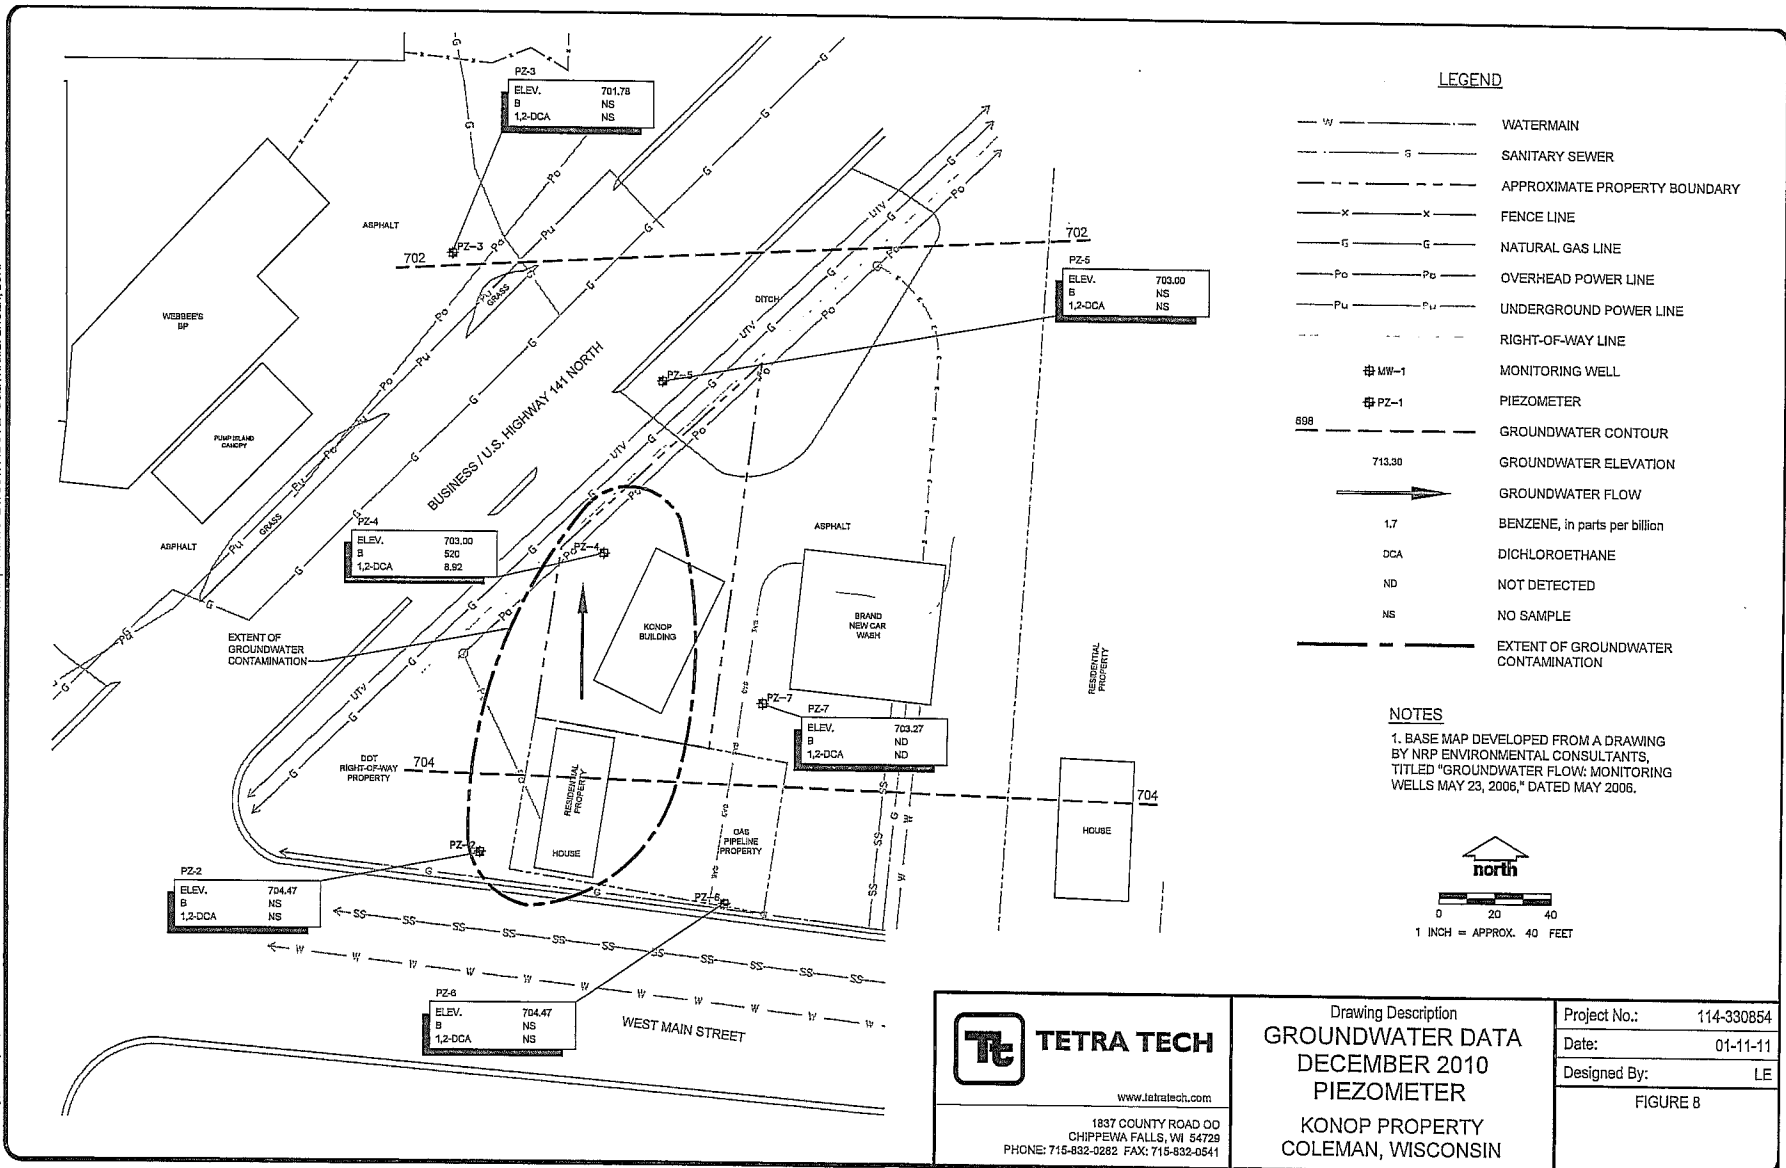 PZ-3
ELEV. 701.78
B NS
1,2-DCA NS
ASPHALT
PZ-3
702
702
WEBBEE'S
BP
GRASS
PUMP ISLAND
CANOPY
BUSINESS / U.S. HIGHWAY 141 NORTH
DITCH
PZ-5
ELEV. 703.00
B NS
1,2-DCA NS
PZ-5
GRASS
ASPHALT
PZ-4
ELEV. 703.00
B 520
1,2-DCA 8.92
PZ-4
ASPHALT
KONOP
BUILDING
BRAND
NEW CAR
WASH
EXTENT OF
GROUNDWATER
CONTAMINATION
RESIDENTIAL
PROPERTY
PZ-7
PZ-7
ELEV. 703.27
B ND
1,2-DCA ND
DOT
RIGHT-OF-WAY
PROPERTY
704
704
RESIDENTIAL
PROPERTY
HOUSE
GAS
PIPELINE
PROPERTY
HOUSE
PZ-2
PZ-2
ELEV. 704.47
B NS
1,2-DCA NS
PZ-6
PZ-6
ELEV. 704.47
B NS
1,2-DCA NS
WEST MAIN STREET
LEGEND
W WATERMAIN
S SANITARY SEWER
APPROXIMATE PROPERTY BOUNDARY
x x FENCE LINE
G G NATURAL GAS LINE
Po Po OVERHEAD POWER LINE
Pu Pu UNDERGROUND POWER LINE
RIGHT-OF-WAY LINE
MW-1 MONITORING WELL
PZ-1 PIEZOMETER
698 GROUNDWATER CONTOUR
713.30 GROUNDWATER ELEVATION
GROUNDWATER FLOW
1.7 BENZENE, in parts per billion
DCA DICHLOROETHANE
ND NOT DETECTED
NS NO SAMPLE
EXTENT OF GROUNDWATER
CONTAMINATION
NOTES
1. BASE MAP DEVELOPED FROM A DRAWING
BY NRP ENVIRONMENTAL CONSULTANTS,
TITLED "GROUNDWATER FLOW: MONITORING
WELLS MAY 23, 2006," DATED MAY 2006.
north
0 20 40
1 INCH = APPROX. 40 FEET
Tt TETRA TECH
www.tetratech.com
1837 COUNTY ROAD OO
CHIPPEWA FALLS, WI 54729
PHONE: 715-832-0282 FAX: 715-832-0541
Drawing Description
GROUNDWATER DATA
DECEMBER 2010
PIEZOMETER
KONOP PROPERTY
COLEMAN, WISCONSIN
Project No.: 114-330854
Date: 01-11-11
Designed By: LE
FIGURE 8